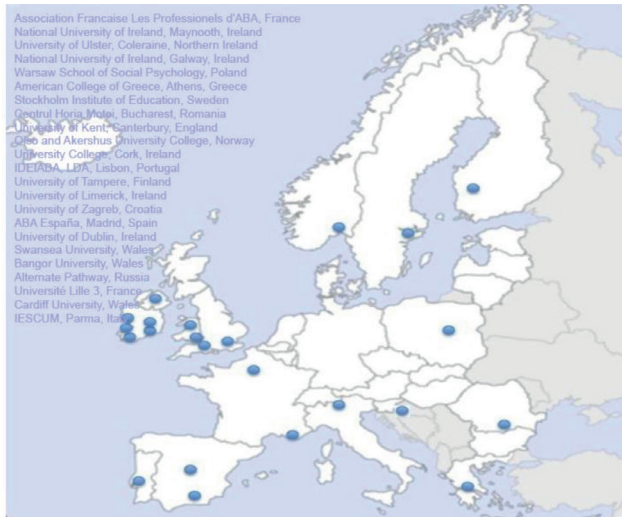 Association Francaise Les Professionels d'ABA, France
National University of Ireland, Maynooth, Ireland
University of Ulster, Coleraine, Northern Ireland
National University of Ireland, Galway, Ireland
Warsaw School of Social Psychology, Poland
American College of Greece, Athens, Greece
Stockholm Institute of Education, Sweden
Centrul Horia Motoi, Bucharest, Romania
University of Kent, Canterbury, England
Oslo and Akershus University College, Norway
University College, Cork, Ireland
IDEIABA, LDA, Lisbon, Portugal
University of Tampere, Finland
University of Limerick, Ireland
University of Zagreb, Croatia
ABA España, Madrid, Spain
University of Dublin, Ireland
Swansea University, Wales
Bangor University, Wales
Alternate Pathway, Russia
Université Lille 3, France
Cardiff University, Wales
IESCUM, Parma, Italy